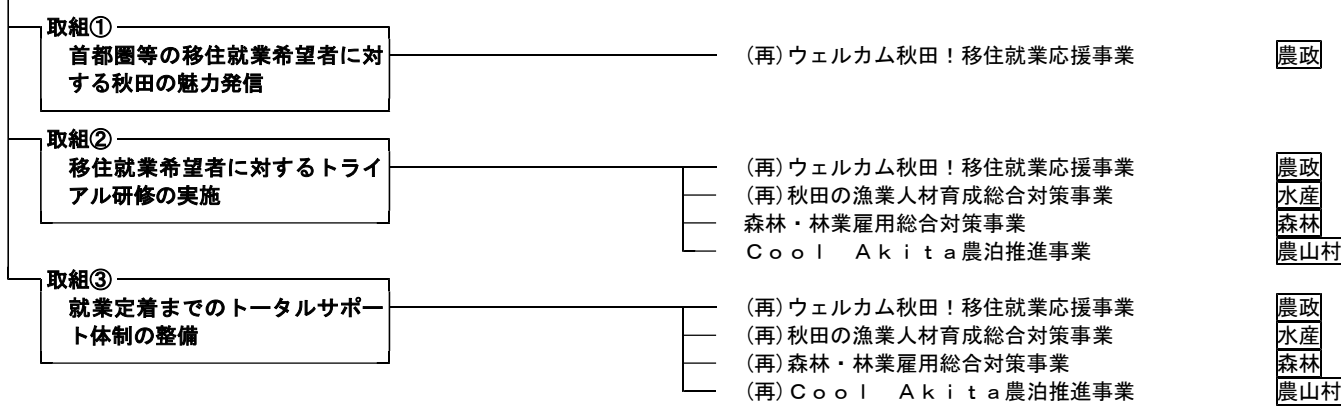 取組①
首都圏等の移住就業希望者に対
する秋田の魅力発信
(再)ウェルカム秋田！移住就業応援事業 農政
取組②
移住就業希望者に対するトライ
アル研修の実施
(再)ウェルカム秋田！移住就業応援事業 農政
(再)秋田の漁業人材育成総合対策事業 水産
森林・林業雇用総合対策事業 森林
Ｃｏｏｌ　Ａｋｉｔａ農泊推進事業 農山村
取組③
就業定着までのトータルサポー
ト体制の整備
(再)ウェルカム秋田！移住就業応援事業 農政
(再)秋田の漁業人材育成総合対策事業 水産
(再)森林・林業雇用総合対策事業 森林
(再)Ｃｏｏｌ　Ａｋｉｔａ農泊推進事業 農山村